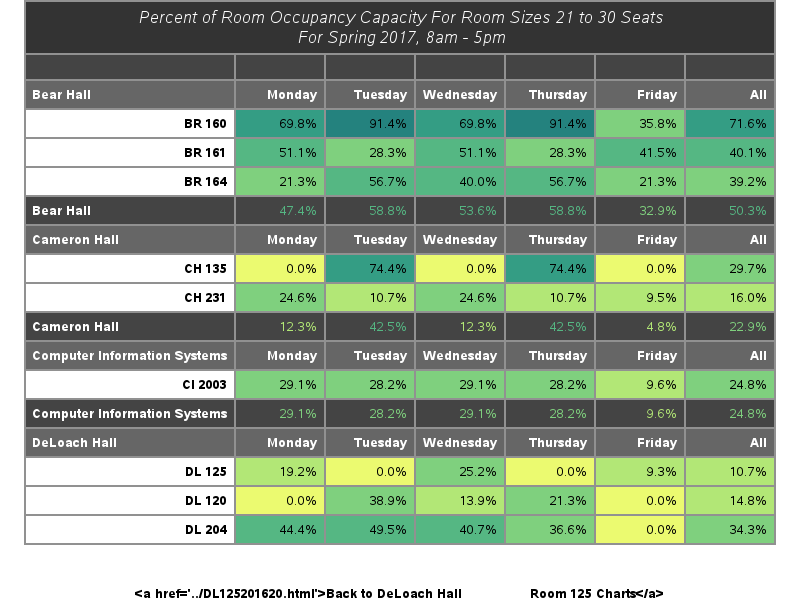 Percent of Room Occupancy Capacity For Room Sizes 21 to 30 Seats
For Spring 2017, 8am - 5pm
Bear Hall Monday Tuesday Wednesday Thursday Friday All
BR 160 69.8% 91.4% 69.8% 91.4% 35.8% 71.6%
BR 161 51.1% 28.3% 51.1% 28.3% 41.5% 40.1%
BR 164 21.3% 56.7% 40.0% 56.7% 21.3% 39.2%
Bear Hall 47.4% 58.8% 53.6% 58.8% 32.9% 50.3%
Cameron Hall Monday Tuesday Wednesday Thursday Friday All
CH 135 0.0% 74.4% 0.0% 74.4% 0.0% 29.7%
CH 231 24.6% 10.7% 24.6% 10.7% 9.5% 16.0%
Cameron Hall 12.3% 42.5% 12.3% 42.5% 4.8% 22.9%
Computer Information Systems Monday Tuesday Wednesday Thursday Friday All
CI 2003 29.1% 28.2% 29.1% 28.2% 9.6% 24.8%
Computer Information Systems 29.1% 28.2% 29.1% 28.2% 9.6% 24.8%
DeLoach Hall Monday Tuesday Wednesday Thursday Friday All
DL 125 19.2% 0.0% 25.2% 0.0% 9.3% 10.7%
DL 120 0.0% 38.9% 13.9% 21.3% 0.0% 14.8%
DL 204 44.4% 49.5% 40.7% 36.6% 0.0% 34.3%
<a href='../DL125201620.html'>Back to DeLoach Hall Room 125 Charts</a>